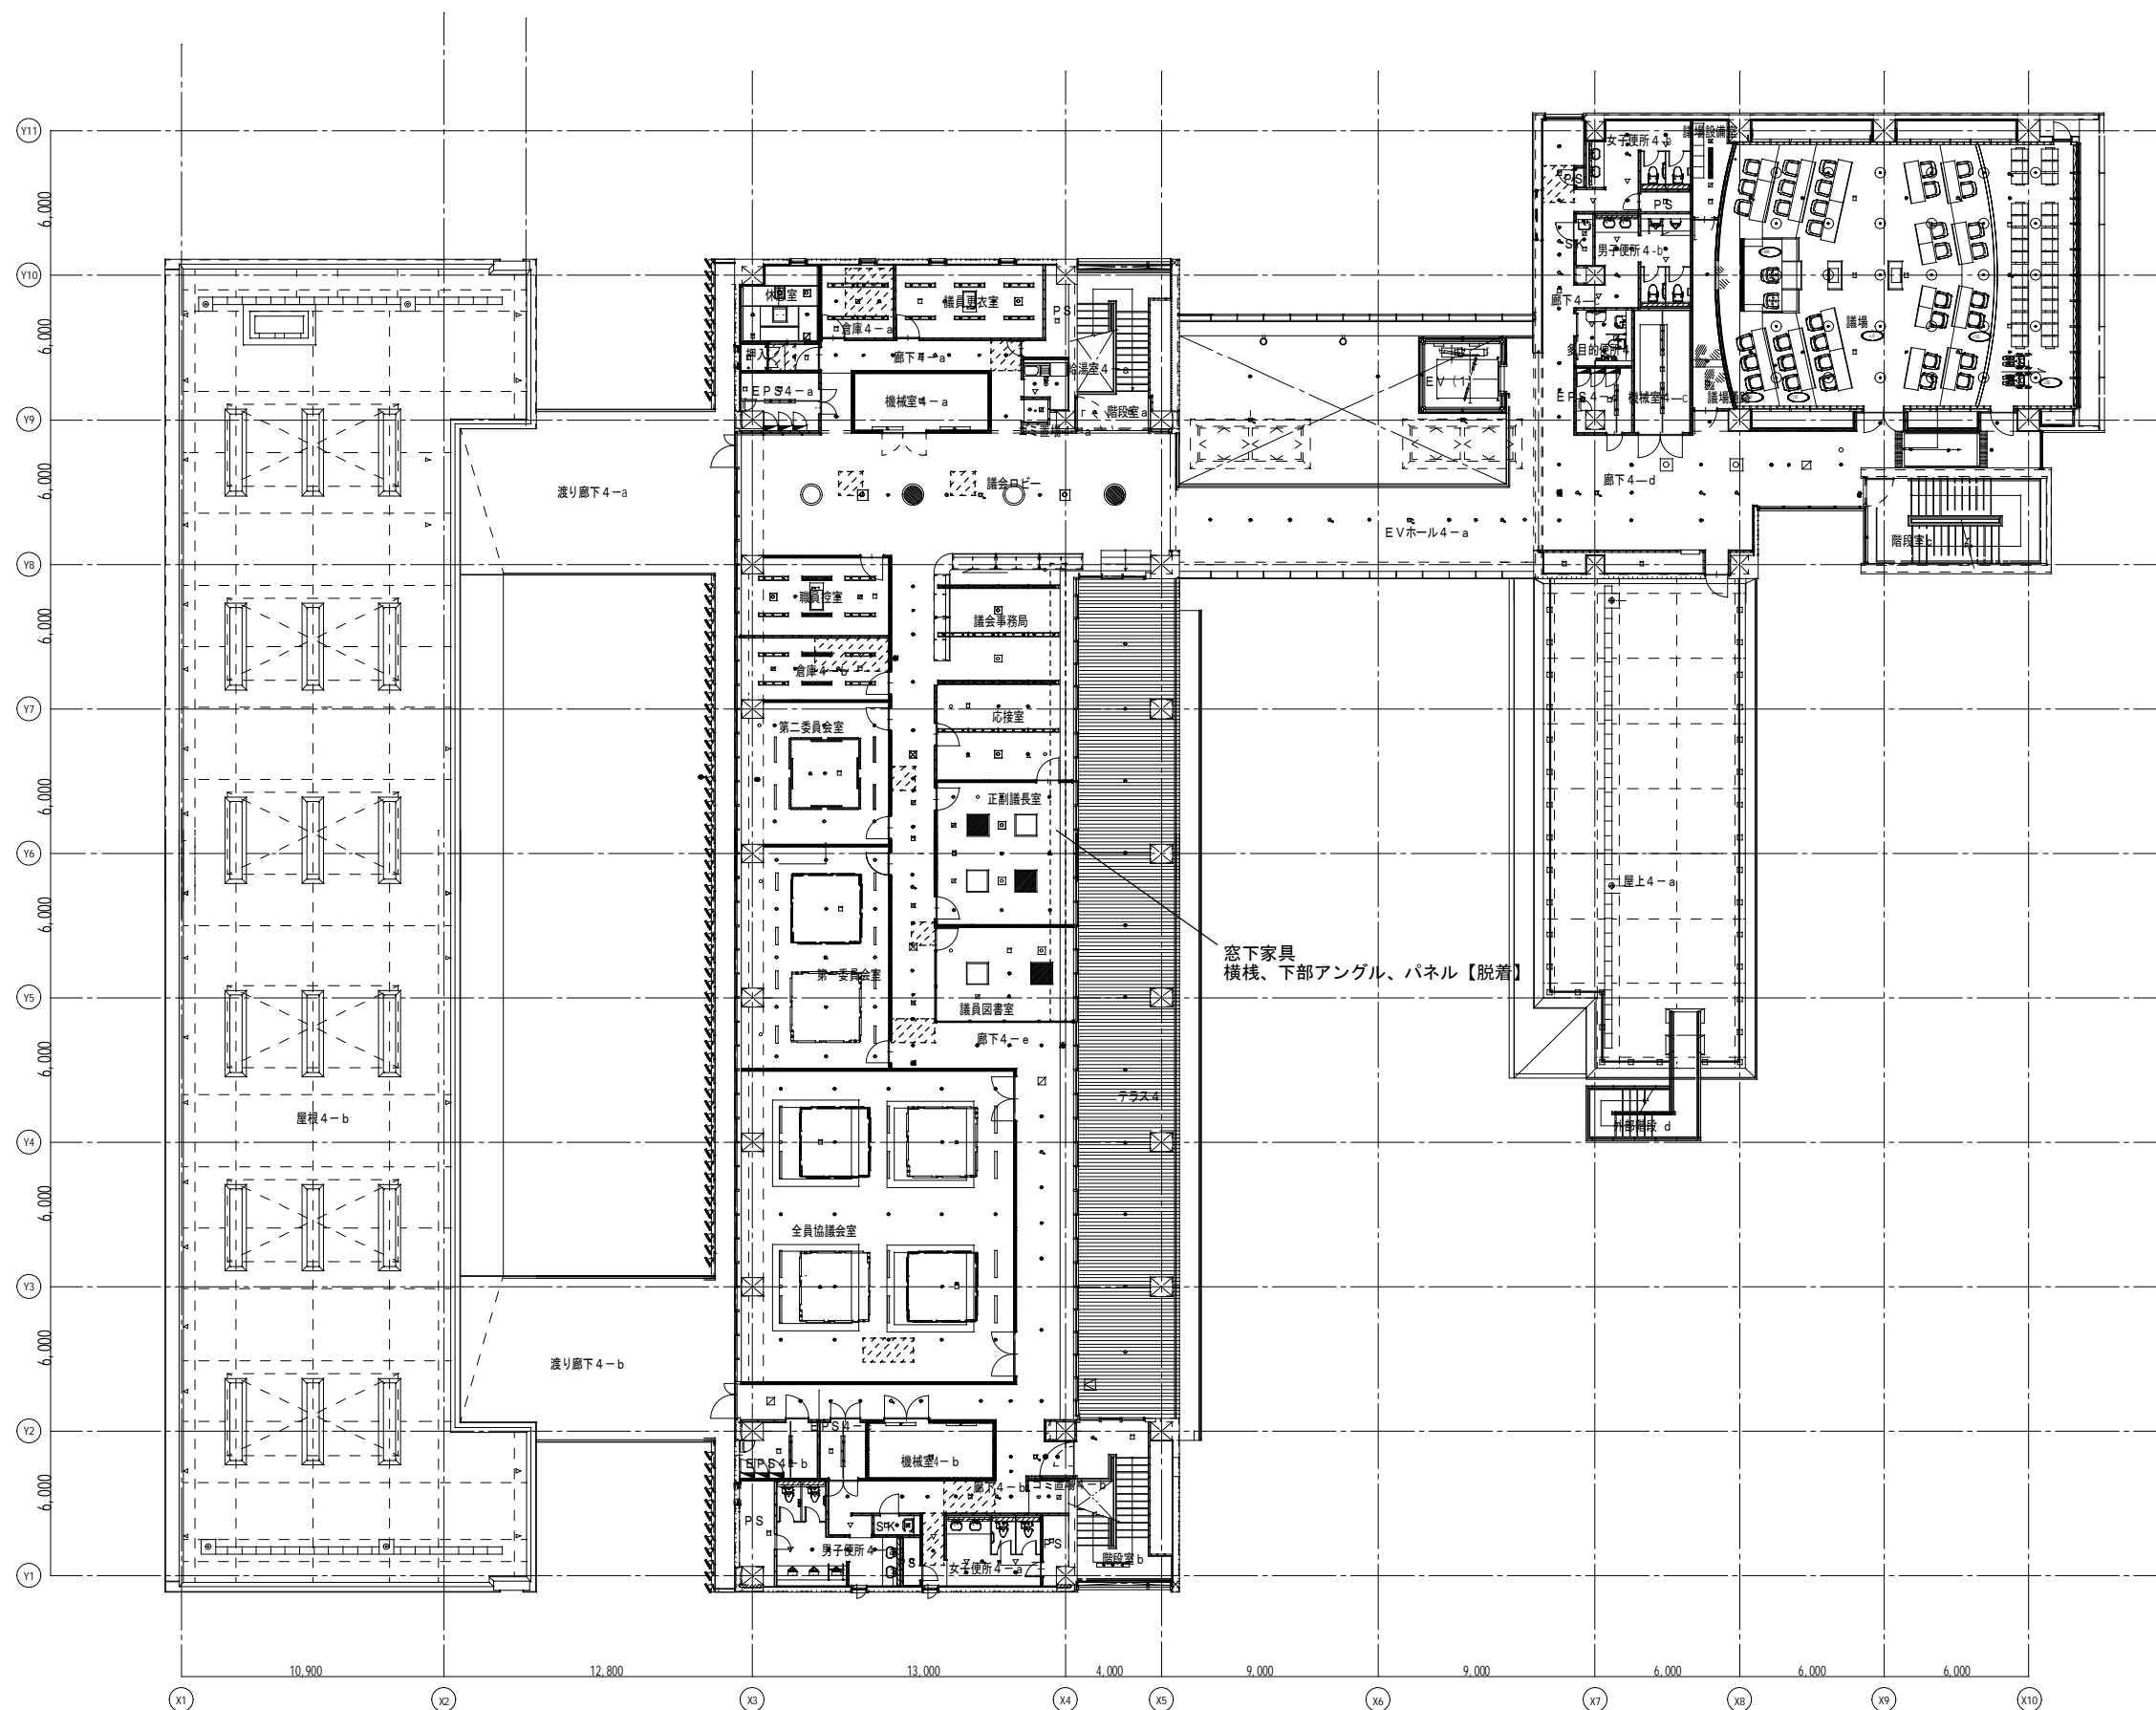 Y11
女子便所４-b
議場設備室
6,000
PS
PS
SK
男子便所４-b
Y10
休憩室
議員更衣室
廊下４―c
PS
倉庫４－a
議場
6,000
押入
廊下４－a
多目的便所
給湯室４－a
EV（1）
ＥＰＳ４－a
機械室４－a
機械室４－c
階段室a
Y9
6,000
議会ロビー
廊下４―d
渡り廊下４－a
ＥＶホール４－a
階段室c
Y8
職員控室
議会事務局
6,000
倉庫４－b
Y7
応接室
第二委員会室
6,000
正副議長室
Y6
屋上４－a
6,000
窓下家具
横桟、下部アングル、パネル【脱着】
第一委員会室
Y5
議員図書室
廊下４－e
6,000
テラス４
屋根４－b
外部階段 d
Y4
6,000
全員協議会室
Y3
6,000
渡り廊下４－b
Y2
ＥＰＳ４－b
機械室４－b
廊下４－b
6,000
PS
SK
PS
男子便所４
階段室b
女子便所４－a
Y1
10,900
12,800
13,000
4,000
9,000
9,000
6,000
6,000
6,000
X1
X2
X3
X4
X5
X6
X7
X8
X9
X10